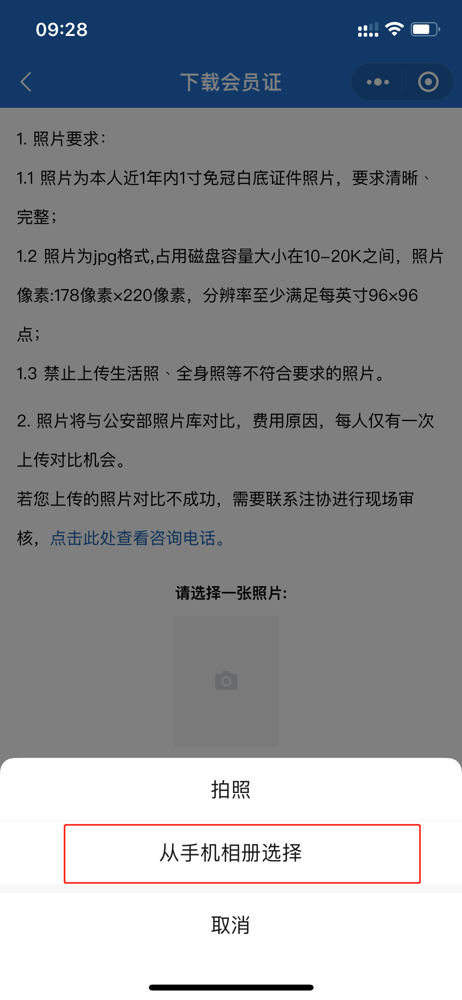 09:28
下载会员证
1. 照片要求：
1.1 照片为本人近1年内1寸免冠白底证件照片，要求清晰、
完整；
1.2 照片为jpg格式,占用磁盘容量大小在10-20K之间，照片
像素:178像素×220像素，分辨率至少满足每英寸96×96
点；
1.3 禁止上传生活照、全身照等不符合要求的照片。
2. 照片将与公安部照片库对比，费用原因，每人仅有一次
上传对比机会。
若您上传的照片对比不成功，需要联系注协进行现场审
核，点击此处查看咨询电话。
请选择一张照片:
拍照
从手机相册选择
取消